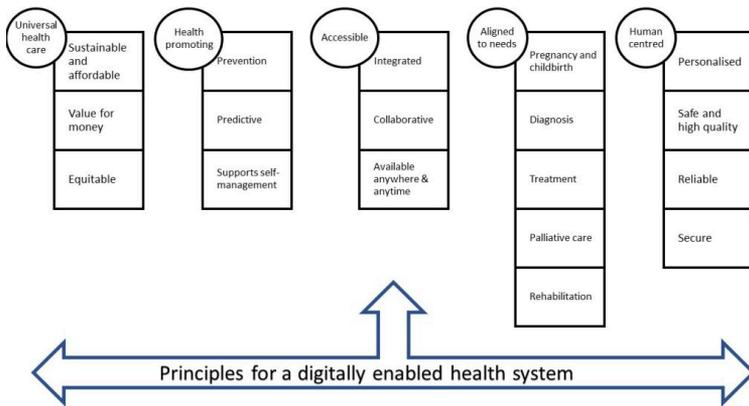 Universal
health
care
Sustainable
and
affordable
Value for
money
Equitable
Health
promoting
Prevention
Predictive
Supports self-
management
Accessible
Integrated
Collaborative
Available
anywhere &
anytime
Aligned
to needs
Pregnancy and
childbirth
Diagnosis
Treatment
Palliative care
Rehabilitation
Human
centred
Personalised
Safe and
high quality
Reliable
Secure
Principles for a digitally enabled health system